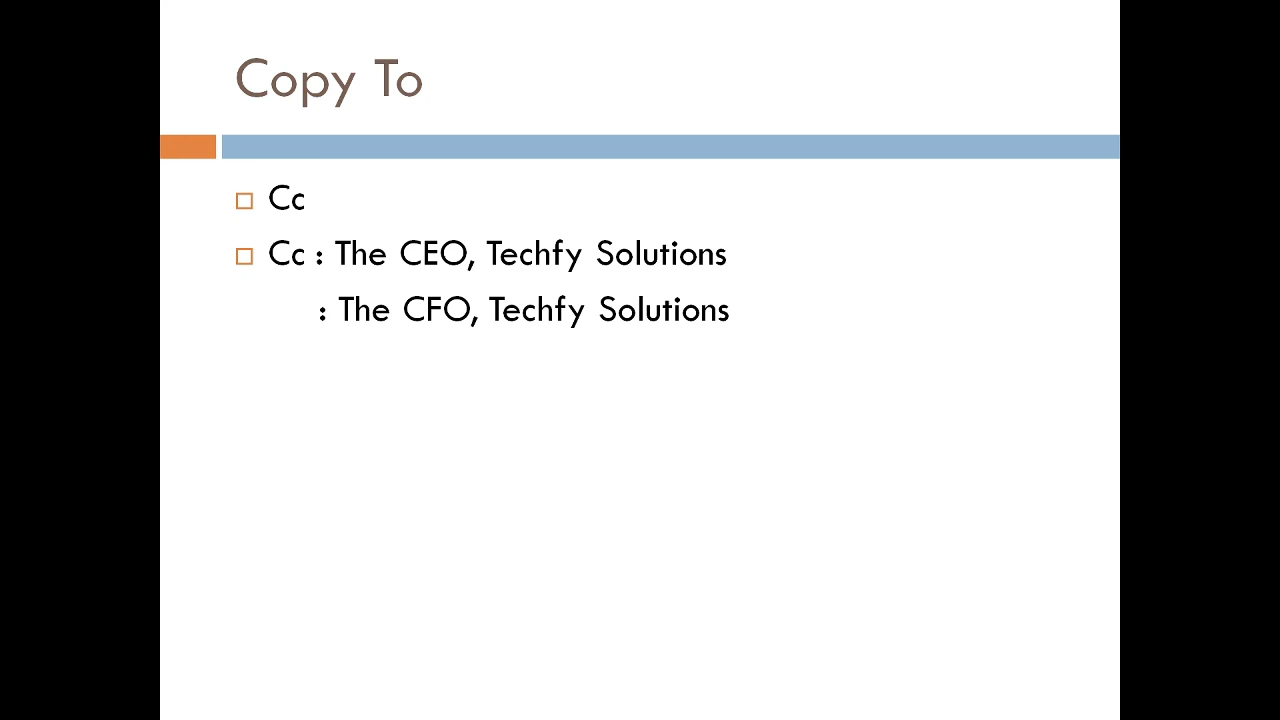 Copy To
Cc
Cc : The CEO, Techfy Solutions
: The CFO, Techfy Solutions